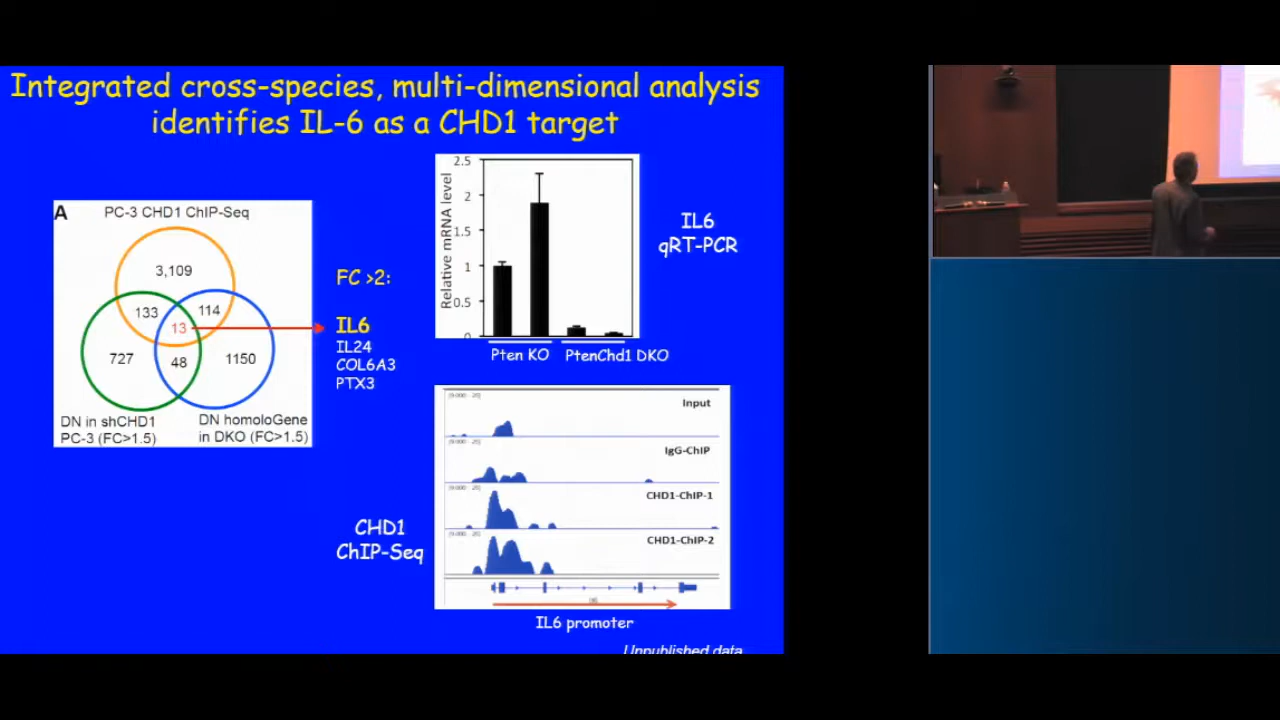 Integrated cross-species, multi-dimensional analysis
identifies IL-6 as a CHD1 target
A
PC-3 CHD1 ChIP-Seq
3,109
133
114
13
727
48
1150
DN in shCHD1
PC-3 (FC>1.5)
DN homoloGene
in DKO (FC>1.5)
FC >2:
IL6
IL24
COL6A3
PTX3
Relative mRNA level
2.5
2
1.5
1
0.5
0
Pten KO
PtenChd1 DKO
IL6
qRT-PCR
CHD1
ChIP-Seq
Input
IgG-ChIP
CHD1-ChIP-1
CHD1-ChIP-2
IL6 promoter
Unpublished data